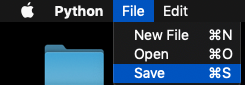 Python File Edit
New File ⌘N
Open ⌘O
Save ⌘S